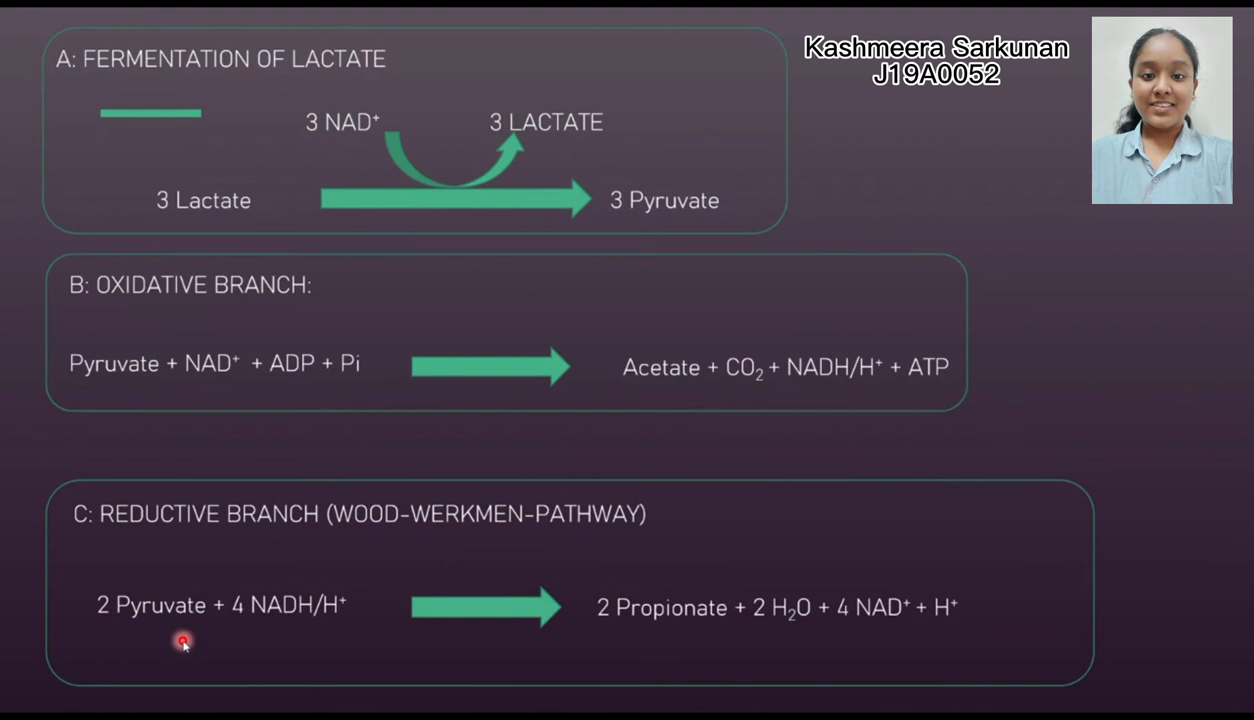 A: FERMENTATION OF LACTATE
Kashmeera Sarkunan
J19A0052
3 NAD⁺ 3 LACTATE
3 Lactate 3 Pyruvate
B: OXIDATIVE BRANCH:
Pyruvate + NAD⁺ + ADP + Pi Acetate + CO₂ + NADH/H⁺ + ATP
C: REDUCTIVE BRANCH (WOOD-WERKMEN-PATHWAY)
2 Pyruvate + 4 NADH/H⁺ 2 Propionate + 2 H₂O + 4 NAD⁺ + H⁺